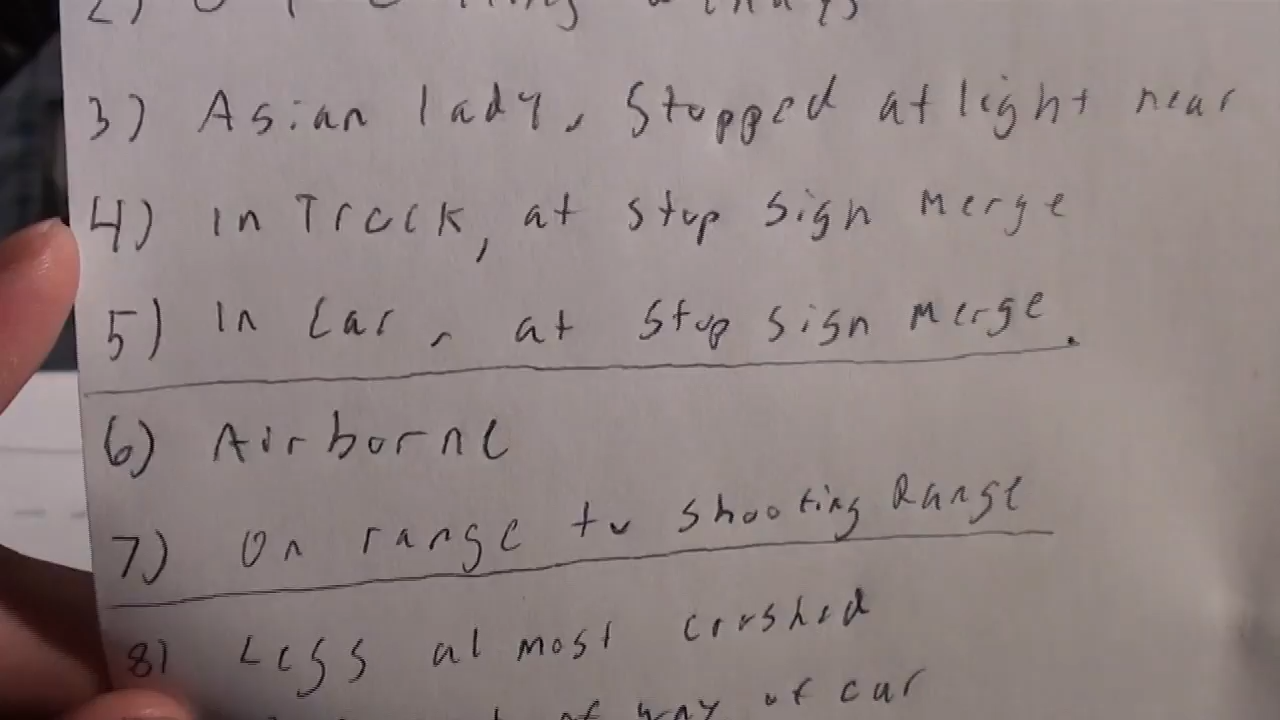 3) Asian lady, Stopped at light near
4) in Truck, at stop sign merge
5) in Car, at stop sign merge.
6) Airborne
7) On range to shooting Range
8) Legs almost crushed
of way of car